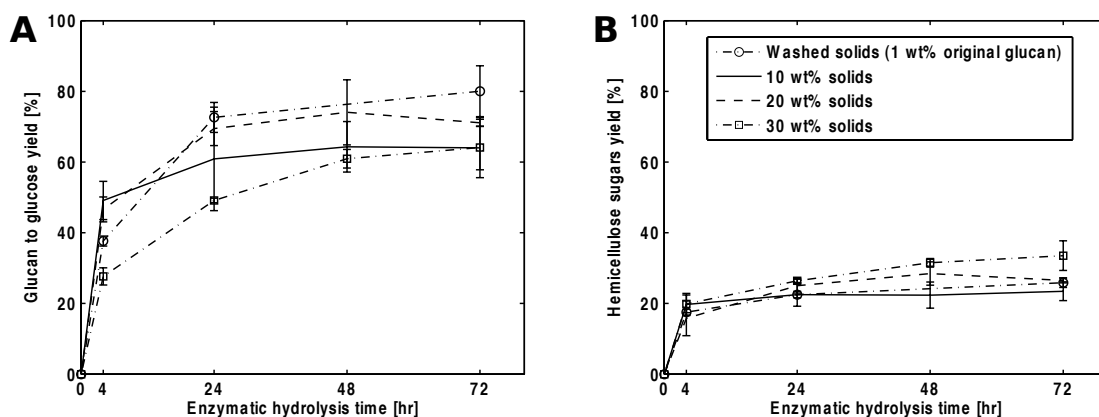 A
Glucan to glucose yield [%]
100
80
60
40
20
0
0 4 24 48 72
Enzymatic hydrolysis time [hr]
B
Hemicellulose sugars yield [%]
100
80
60
40
20
0
0 4 24 48 72
Enzymatic hydrolysis time [hr]
Washed solids (1 wt% original glucan)
10 wt% solids
20 wt% solids
30 wt% solids